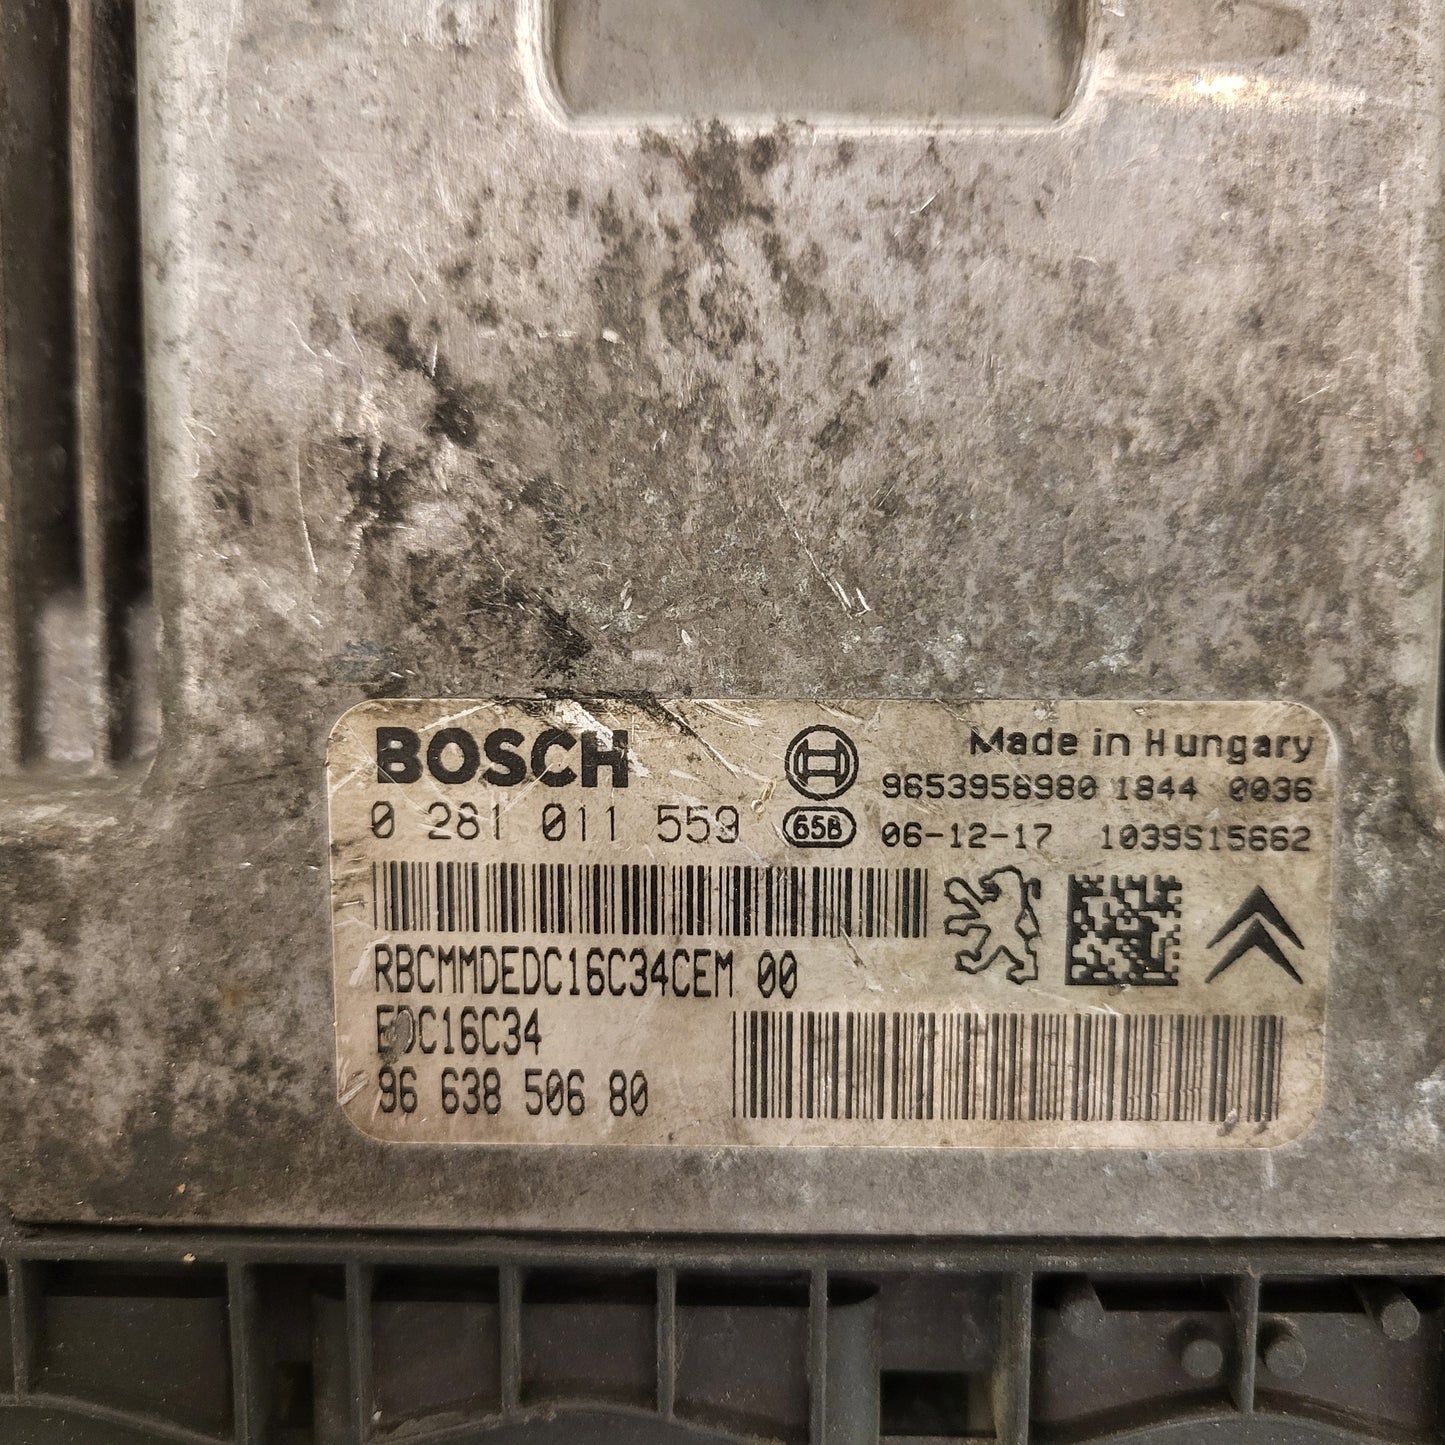 BOSCH
0 281 011 559
65B
Made in Hungary
9653958980 1844 0036
06-12-17 1039S15662
RBCMMDEDC16C34CEM 00
EDC16C34
96 638 506 80